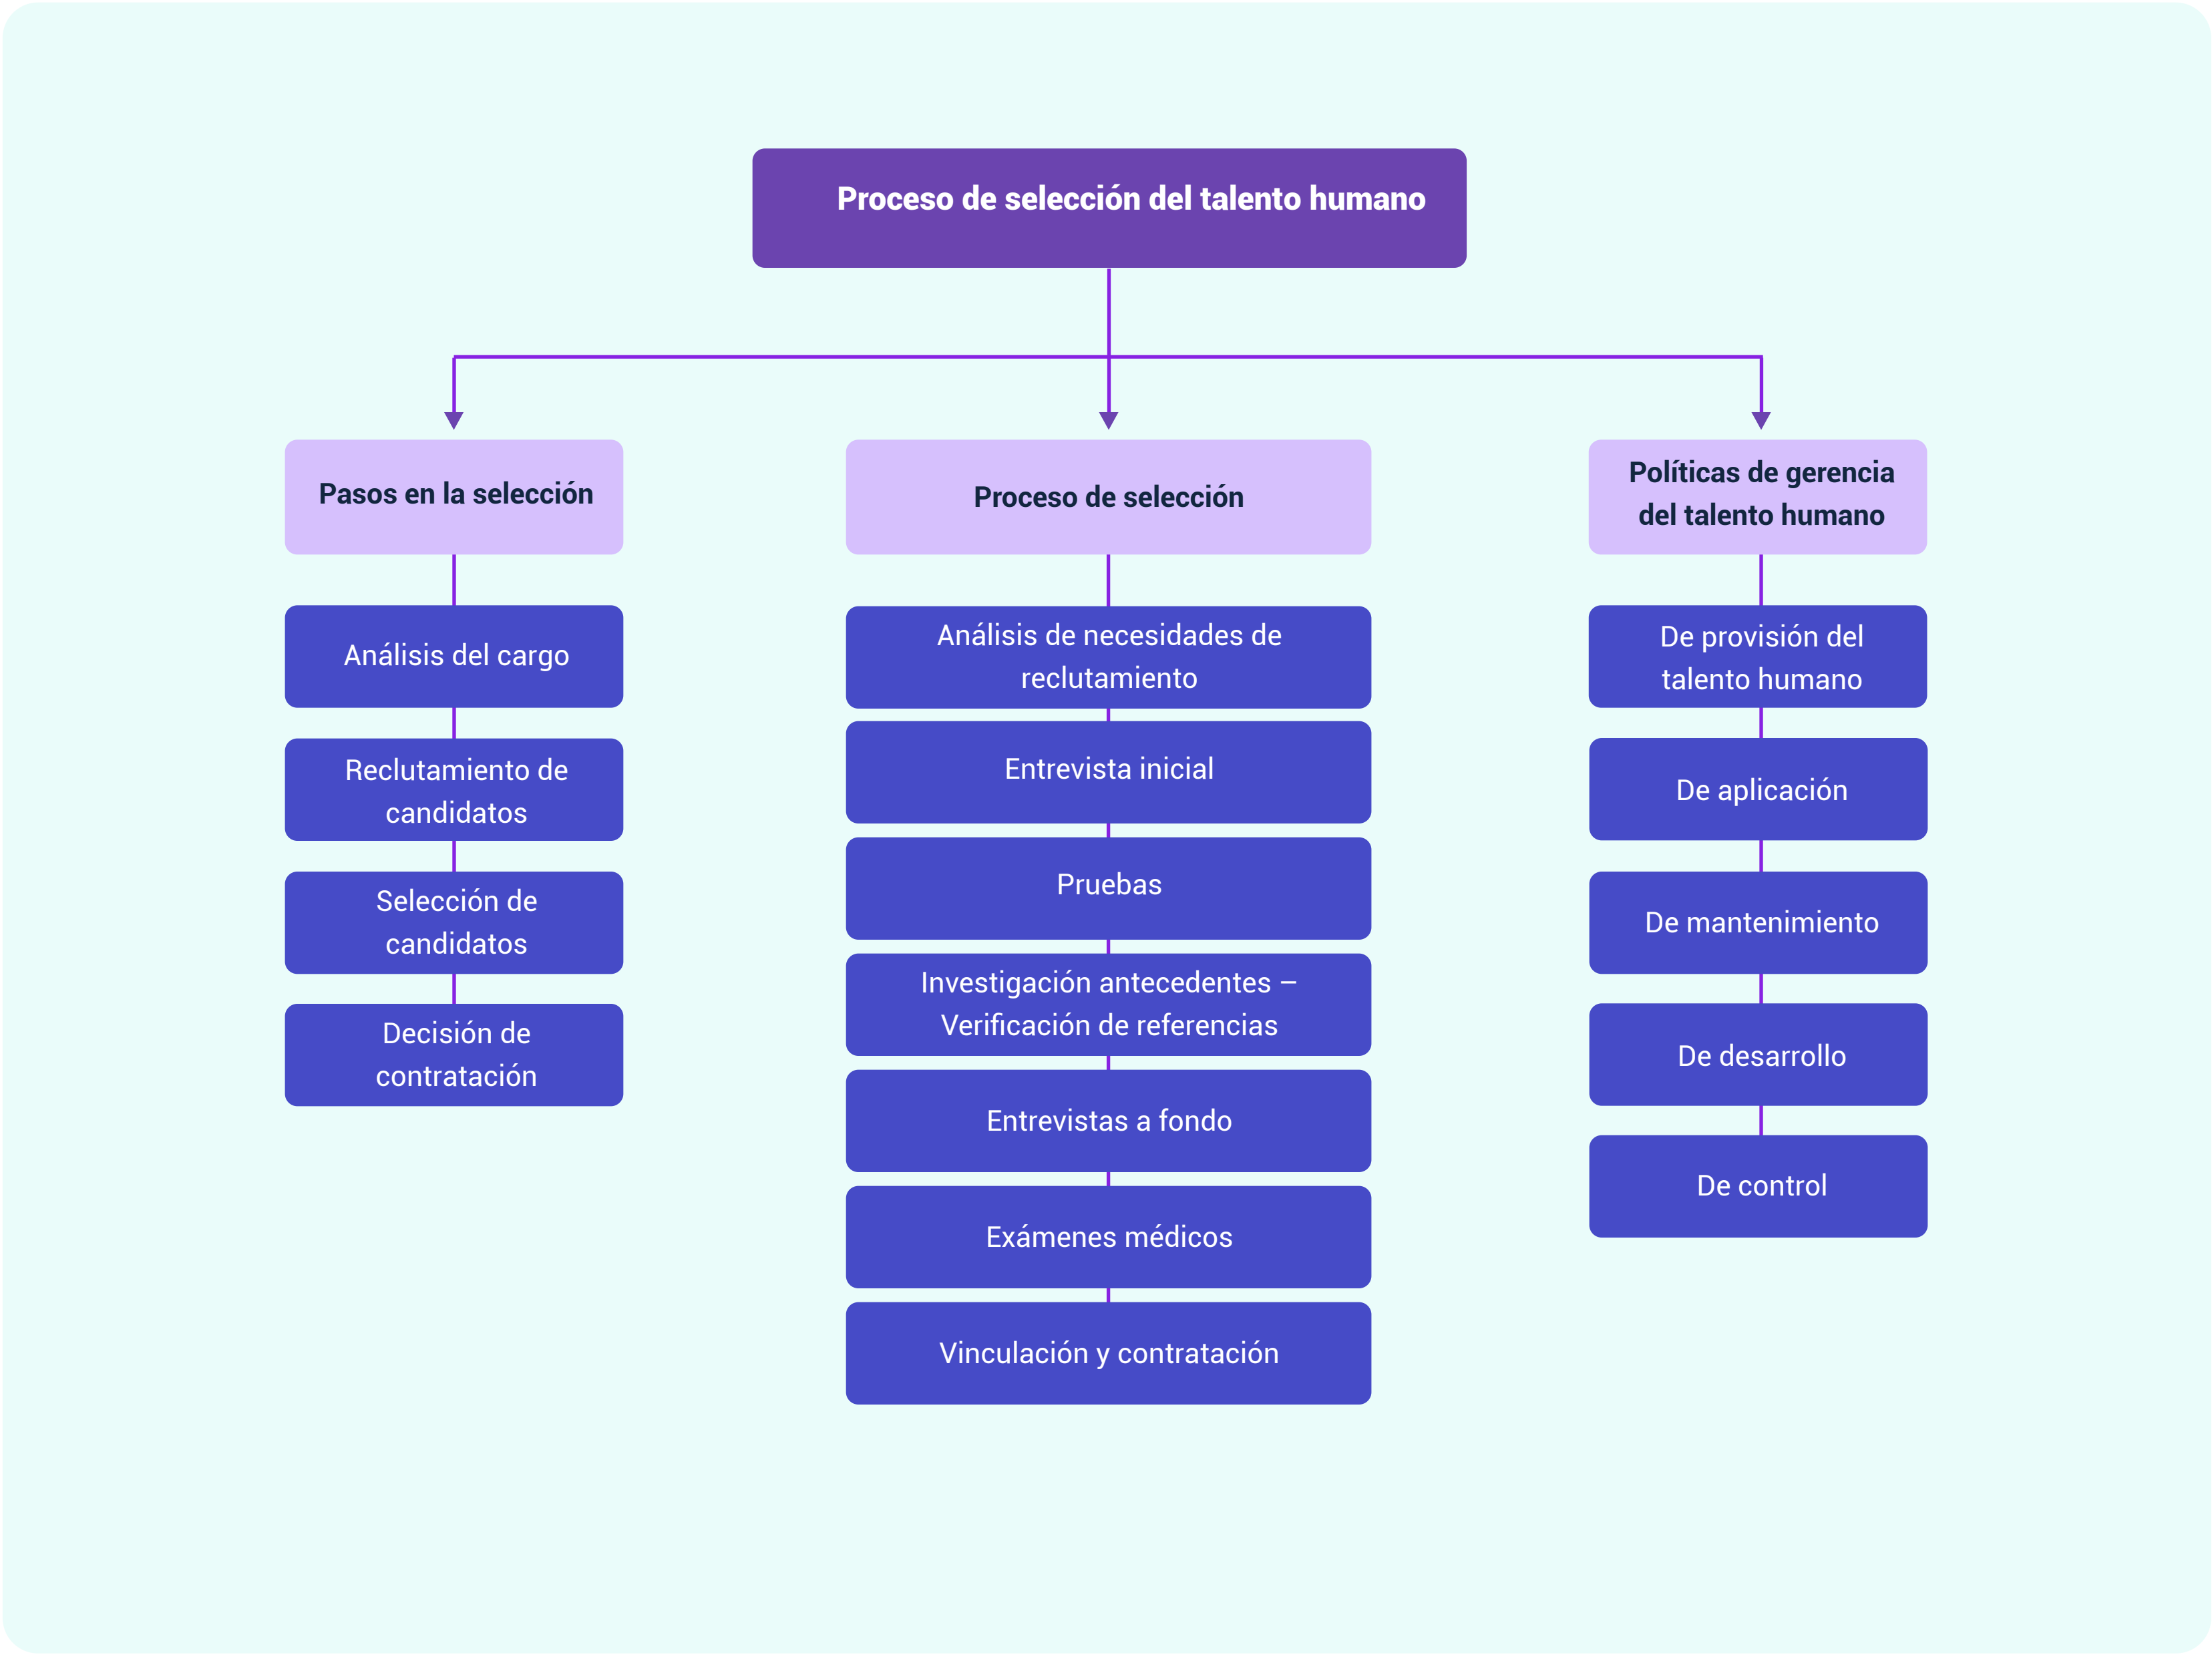 Proceso de selección del talento humano
Pasos en la selección
Análisis del cargo
Reclutamiento de
candidatos
Selección de
candidatos
Decisión de
contratación
Proceso de selección
Análisis de necesidades de
reclutamiento
Entrevista inicial
Pruebas
Investigación antecedentes –
Verificación de referencias
Entrevistas a fondo
Exámenes médicos
Vinculación y contratación
Políticas de gerencia
del talento humano
De provisión del
talento humano
De aplicación
De mantenimiento
De desarrollo
De control